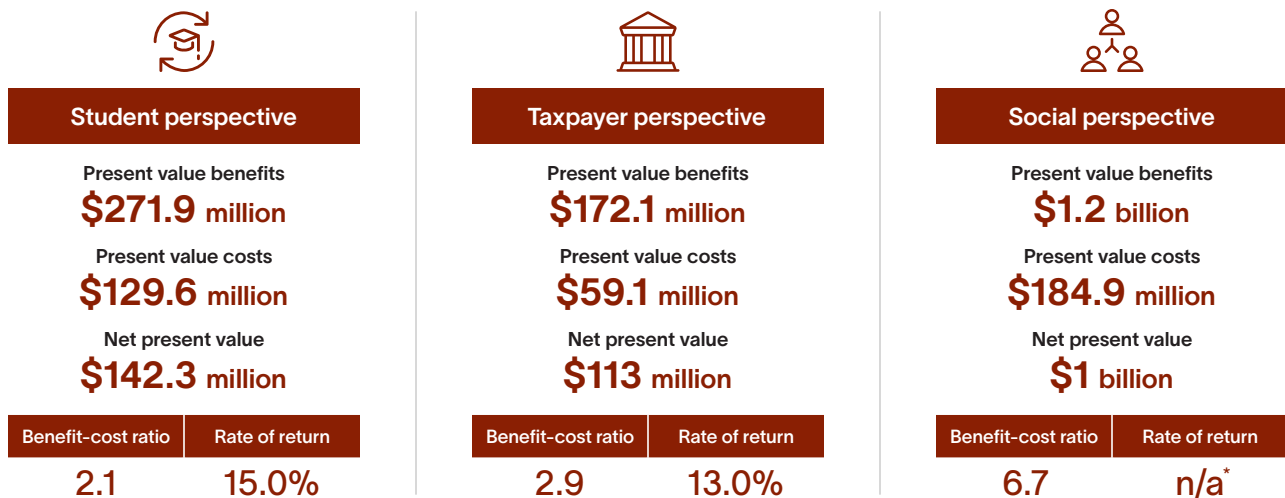 Student perspective
Present value benefits
$271.9 million
Present value costs
$129.6 million
Net present value
$142.3 million
Benefit-cost ratio
Rate of return
2.1
15.0%
Taxpayer perspective
Present value benefits
$172.1 million
Present value costs
$59.1 million
Net present value
$113 million
Benefit-cost ratio
Rate of return
2.9
13.0%
Social perspective
Present value benefits
$1.2 billion
Present value costs
$184.9 million
Net present value
$1 billion
Benefit-cost ratio
Rate of return
6.7
n/a*